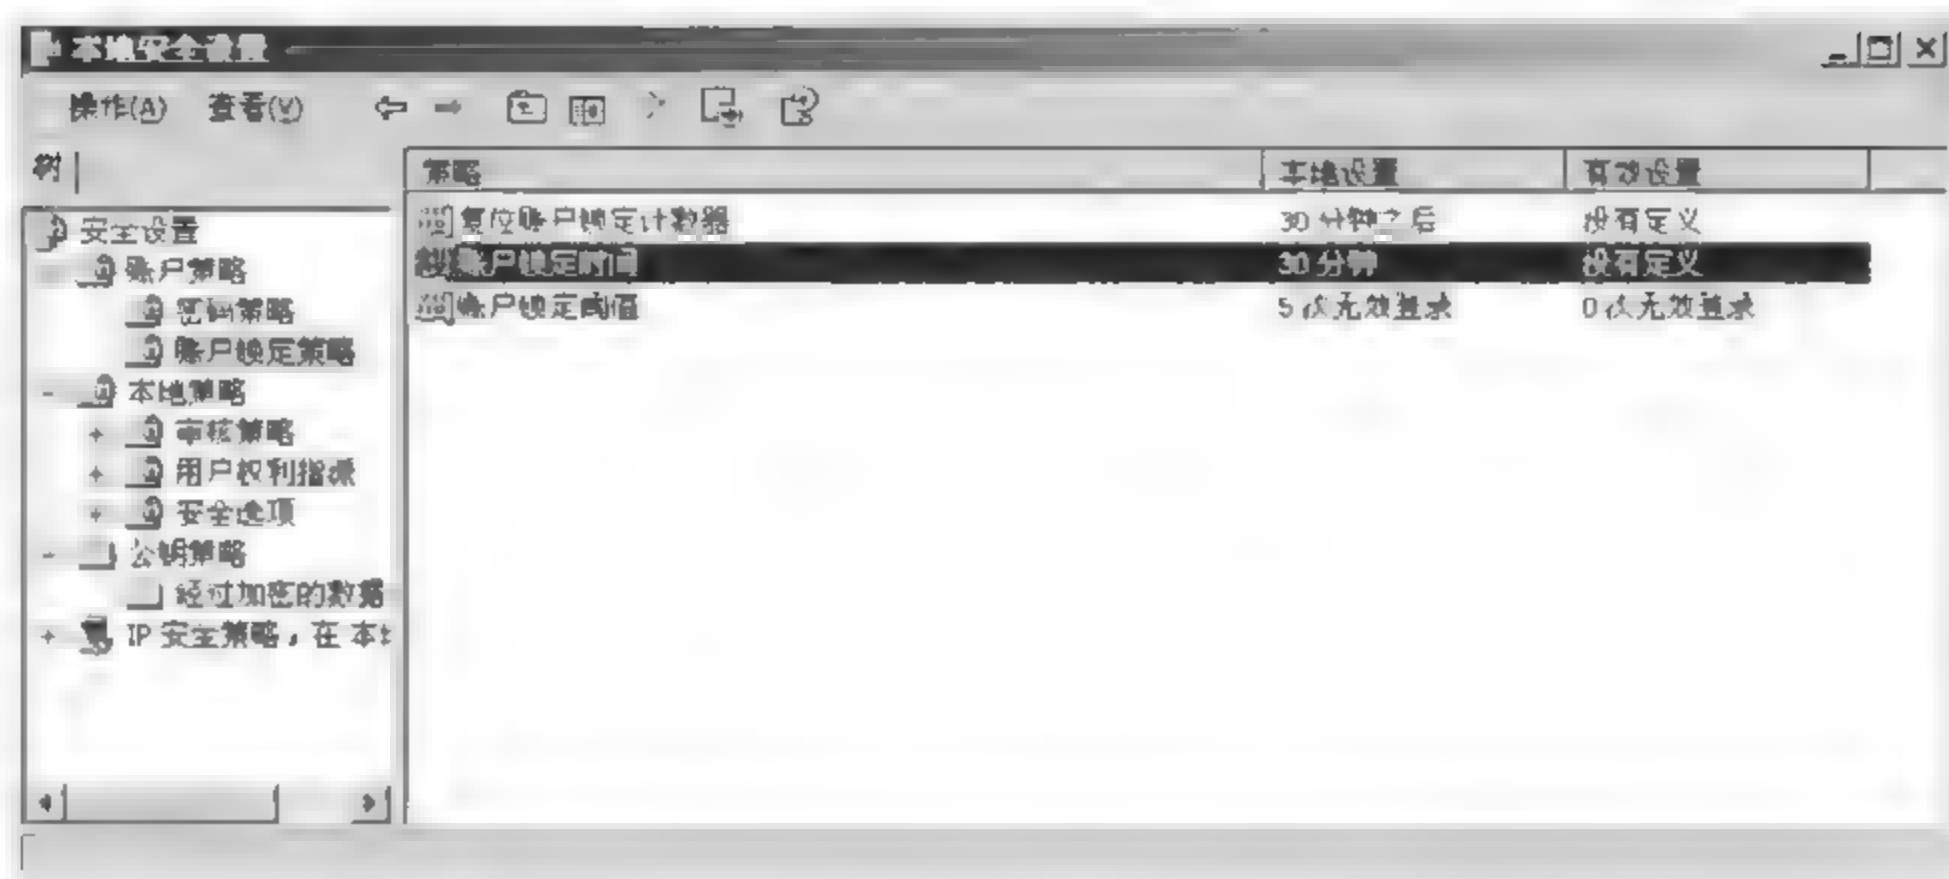 本地安全设置
操作(A) 查看(V)
树
策略 本地设置 有效设置
安全设置
账户策略
密码策略
账户锁定策略
本地策略
审核策略
用户权利指派
安全选项
公钥策略
经过加密的数据
IP 安全策略，在 本地
复位账户锁定计数器 30 分钟之后 没有定义
账户锁定时间 30 分钟 没有定义
账户锁定阈值 5 次无效登录 0 次无效登录